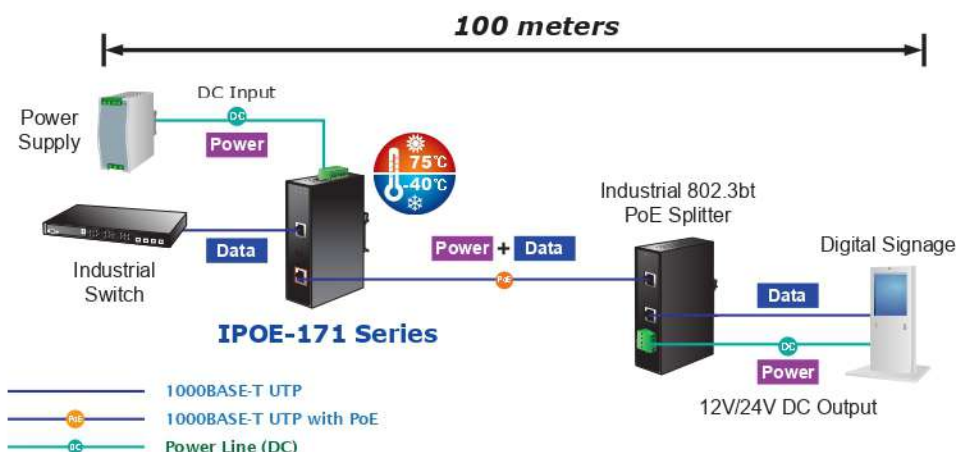 100 meters
DC Input
Power
Supply
DC
Power
75℃
-40℃
Industrial 802.3bt
PoE Splitter
Digital Signage
Data
Power + Data
Industrial
Switch
PoE
Data
IPOE-171 Series
DC
Power
12V/24V DC Output
1000BASE-T UTP
PoE
1000BASE-T UTP with PoE
DC
Power Line (DC)